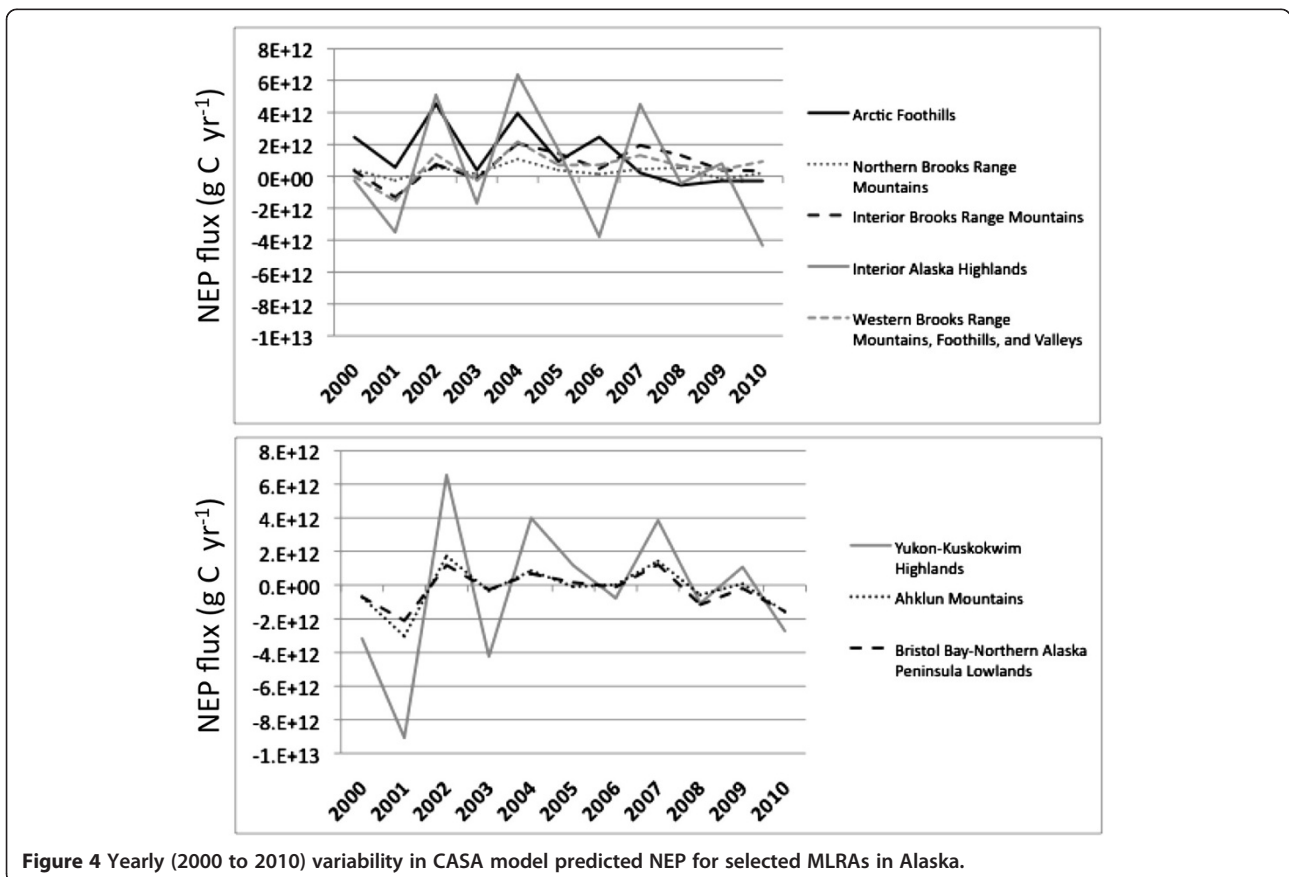 8E+12
6E+12
4E+12
2E+12
0E+00
-2E+12
-4E+12
-6E+12
-8E+12
-1E+13
NEP flux (g C yr-1)
2000
2001
2002
2003
2004
2005
2006
2007
2008
2009
2010
Arctic Foothills
Northern Brooks Range
Mountains
Interior Brooks Range Mountains
Interior Alaska Highlands
Western Brooks Range
Mountains, Foothills, and Valleys
8.E+12
6.E+12
4.E+12
2.E+12
0.E+00
-2.E+12
-4.E+12
-6.E+12
-8.E+12
-1.E+13
NEP flux (g C yr-1)
2000
2001
2002
2003
2004
2005
2006
2007
2008
2009
2010
Yukon-Kuskokwim
Highlands
Ahklun Mountains
Bristol Bay-Northern Alaska
Peninsula Lowlands
Figure 4 Yearly (2000 to 2010) variability in CASA model predicted NEP for selected MLRAs in Alaska.